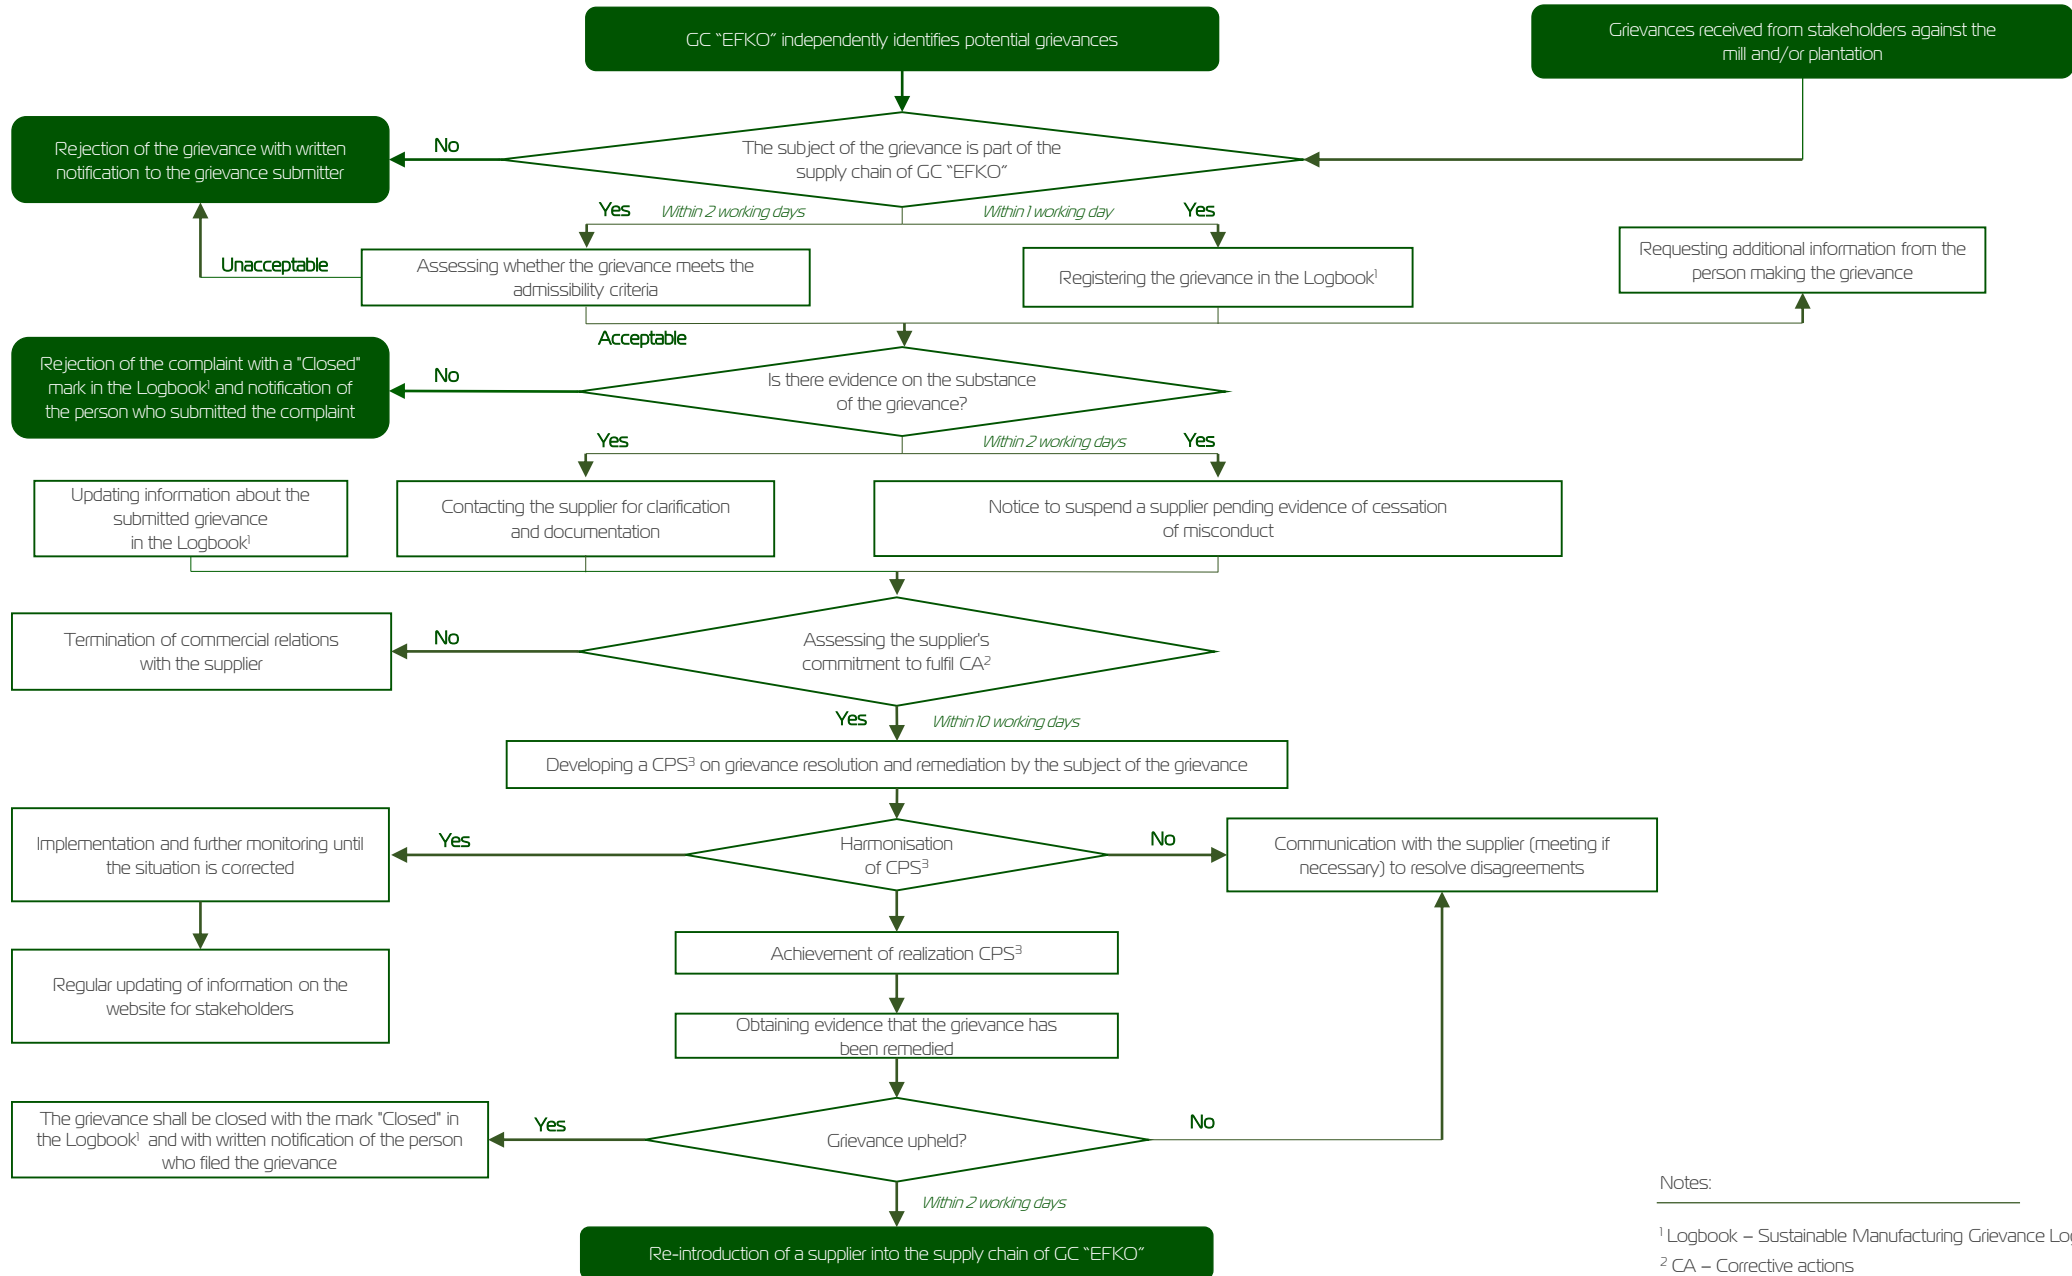 GC “EFKO” independently identifies potential grievances
Grievances received from stakeholders against the
mill and/or plantation
Rejection of the grievance with written
notification to the grievance submitter
No
The subject of the grievance is part of the
supply chain of GC “EFKO”
Yes
Within 2 working days
Within 1 working day
Yes
Unacceptable
Assessing whether the grievance meets the
admissibility criteria
Registering the grievance in the Logbook¹
Requesting additional information from the
person making the grievance
Acceptable
Rejection of the complaint with a "Closed"
mark in the Logbook¹ and notification of
the person who submitted the complaint
No
Is there evidence on the substance
of the grievance?
Yes
Within 2 working days
Yes
Updating information about the
submitted grievance
in the Logbook¹
Contacting the supplier for clarification
and documentation
Notice to suspend a supplier pending evidence of cessation
of misconduct
Termination of commercial relations
with the supplier
No
Assessing the supplier's
commitment to fulfil CA²
Yes
Within 10 working days
Developing a CPS³ on grievance resolution and remediation by the subject of the grievance
Implementation and further monitoring until
the situation is corrected
Yes
Harmonisation
of CPS³
No
Communication with the supplier (meeting if
necessary) to resolve disagreements
Achievement of realization CPS³
Regular updating of information on the
website for stakeholders
Obtaining evidence that the grievance has
been remedied
The grievance shall be closed with the mark "Closed" in
the Logbook¹ and with written notification of the person
who filed the grievance
Yes
Grievance upheld?
No
Within 2 working days
Re-introduction of a supplier into the supply chain of GC “EFKO”
Notes:
¹ Logbook – Sustainable Manufacturing Grievance
² CA – Corrective actions